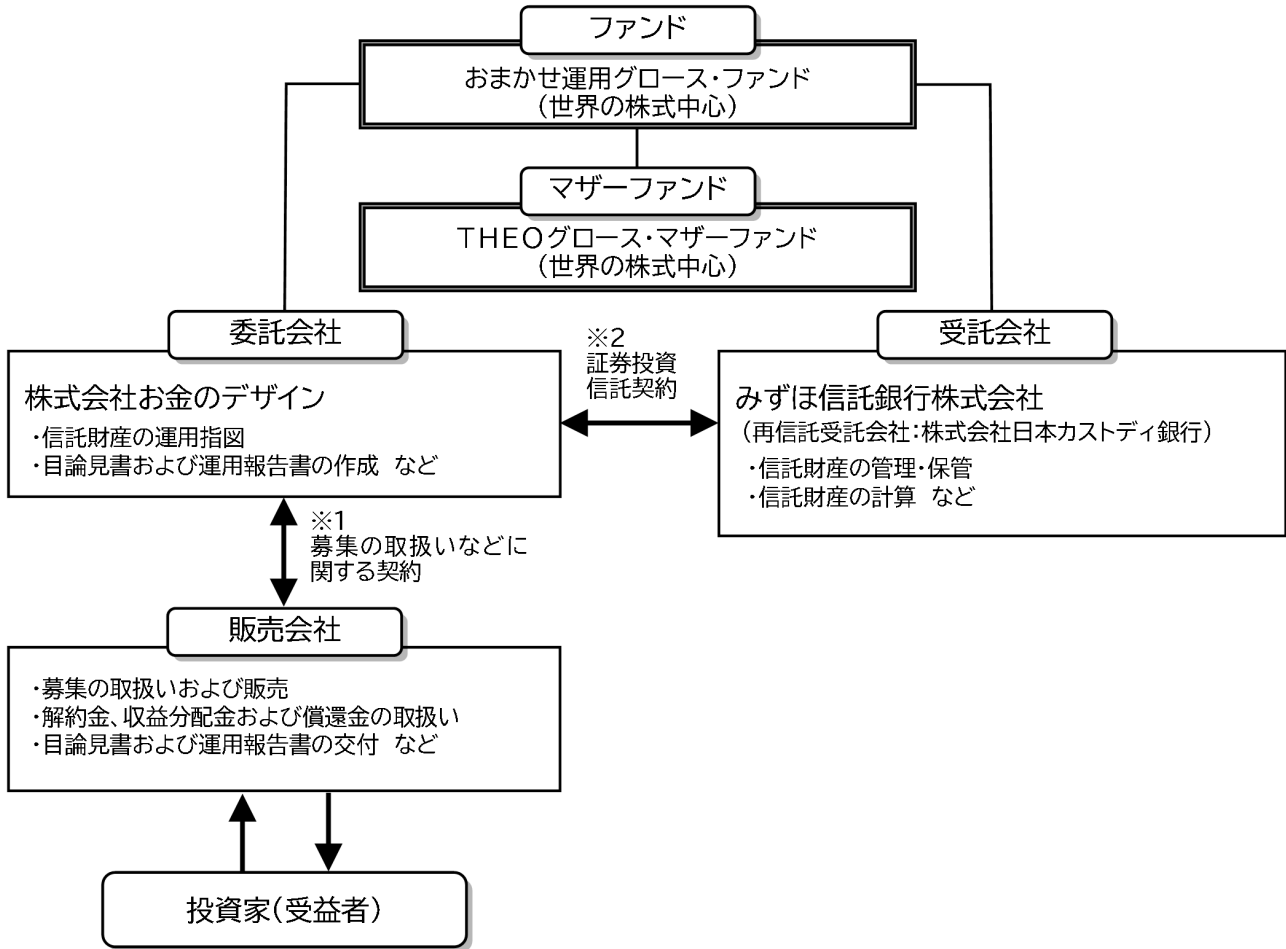 ファンド
おまかせ運用グロース・ファンド
（世界の株式中心）
マザーファンド
ＴＨＥＯグロース・マザーファンド
（世界の株式中心）
委託会社
株式会社お金のデザイン
・信託財産の運用指図
・目論見書および運用報告書の作成　など
※2
証券投資
信託契約
受託会社
みずほ信託銀行株式会社
（再信託受託会社：株式会社日本カストディ銀行）
・信託財産の管理・保管
・信託財産の計算　など
※1
募集の取扱いなどに
関する契約
販売会社
・募集の取扱いおよび販売
・解約金、収益分配金および償還金の取扱い
・目論見書および運用報告書の交付　など
投資家（受益者）